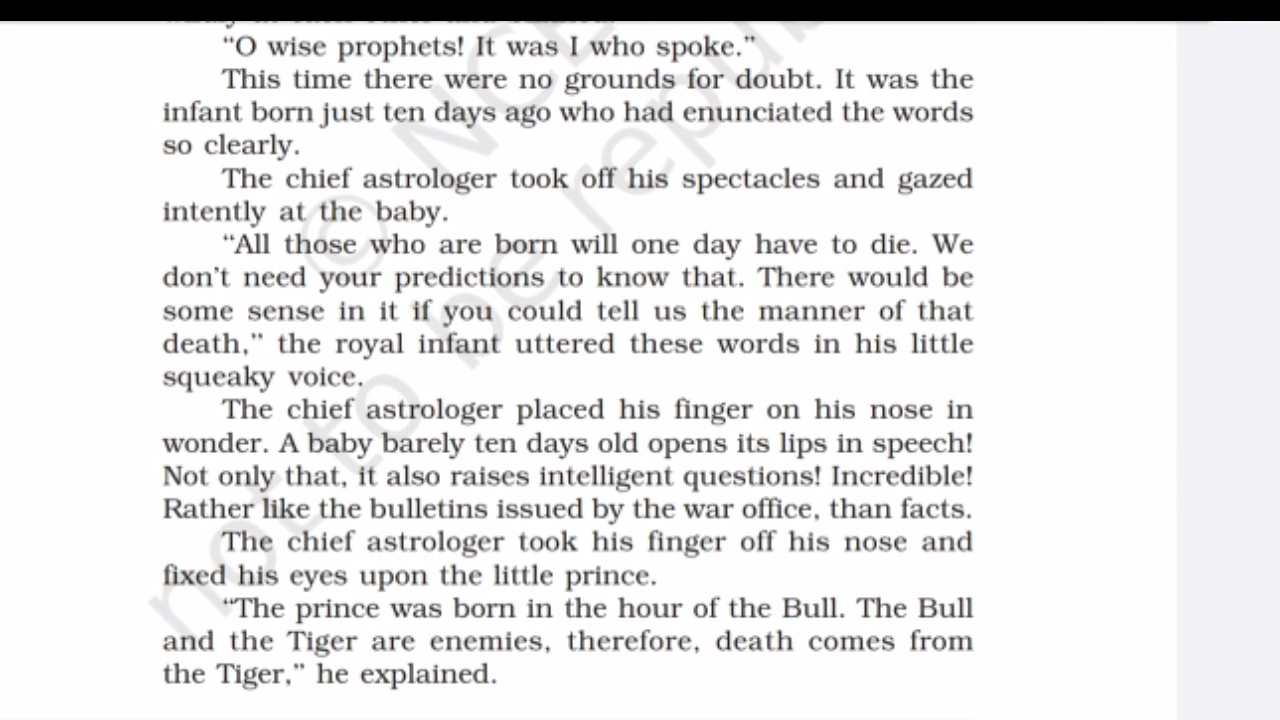 “O wise prophets! It was I who spoke.”
This time there were no grounds for doubt. It was the
infant born just ten days ago who had enunciated the words
so clearly.
The chief astrologer took off his spectacles and gazed
intently at the baby.
“All those who are born will one day have to die. We
don’t need your predictions to know that. There would be
some sense in it if you could tell us the manner of that
death,” the royal infant uttered these words in his little
squeaky voice.
The chief astrologer placed his finger on his nose in
wonder. A baby barely ten days old opens its lips in speech!
Not only that, it also raises intelligent questions! Incredible!
Rather like the bulletins issued by the war office, than facts.
The chief astrologer took his finger off his nose and
fixed his eyes upon the little prince.
“The prince was born in the hour of the Bull. The Bull
and the Tiger are enemies, therefore, death comes from
the Tiger,” he explained.
© NCE
not to be repub